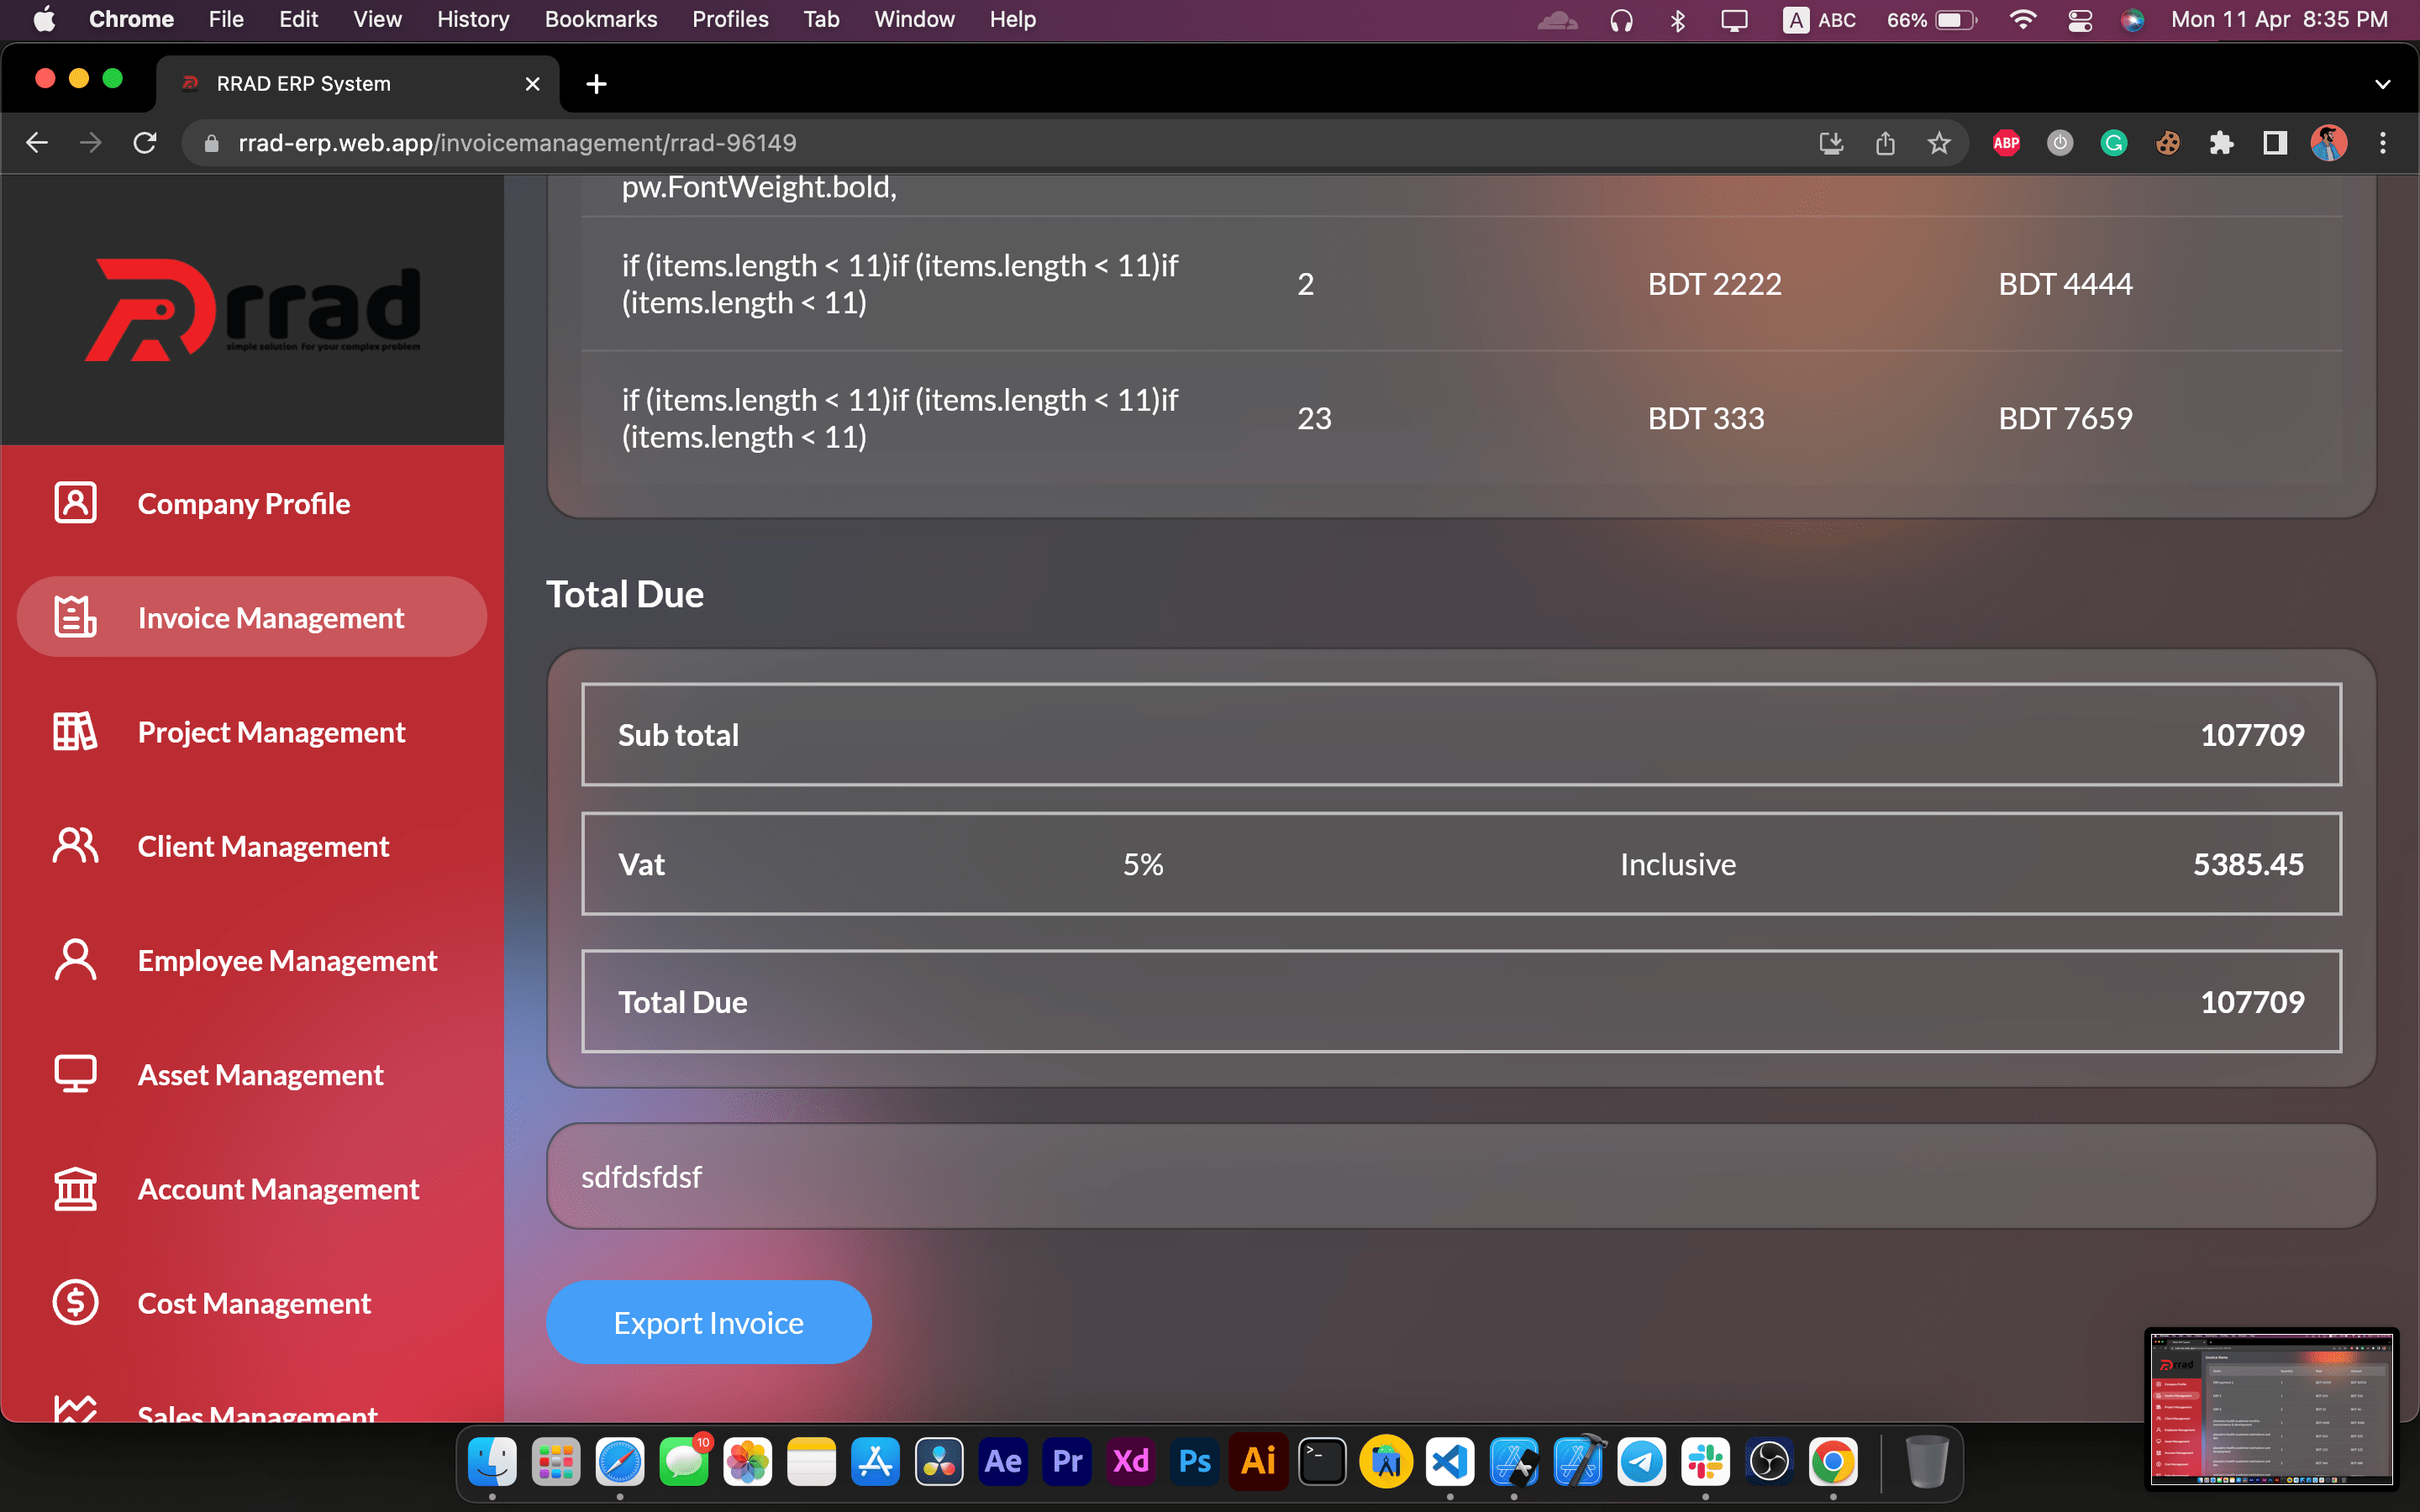 Chrome File Edit View History Bookmarks Profiles Tab Window Help A ABC 66% Mon 11 Apr 8:35 PM
RRAD ERP System
rrad-erp.web.app/invoicemanagement/rrad-96149
ABP
rrad
simple solution for your complex problem
Company Profile
Invoice Management
Project Management
Client Management
Employee Management
Asset Management
Account Management
Cost Management
Sales Management
pw.FontWeight.bold,
if (items.length < 11)if (items.length < 11)if
(items.length < 11)
2 BDT 2222 BDT 4444
if (items.length < 11)if (items.length < 11)if
(items.length < 11)
23 BDT 333 BDT 7659
Total Due
Sub total 107709
Vat 5% Inclusive 5385.45
Total Due 107709
sdfdsfdsf
Export Invoice
10
Ae Pr Xd Ps Ai